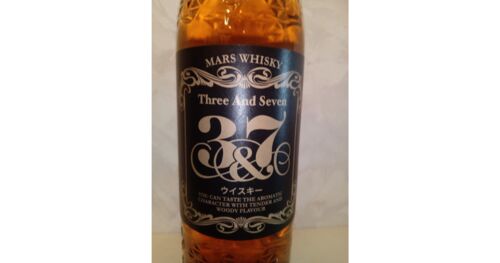 MARS WHISKY
Three And Seven
3&7
ウイスキー
YOU CAN TASTE THE AROMATIC
CHARACTER WITH TENDER AND
WOODY FLAVOUR